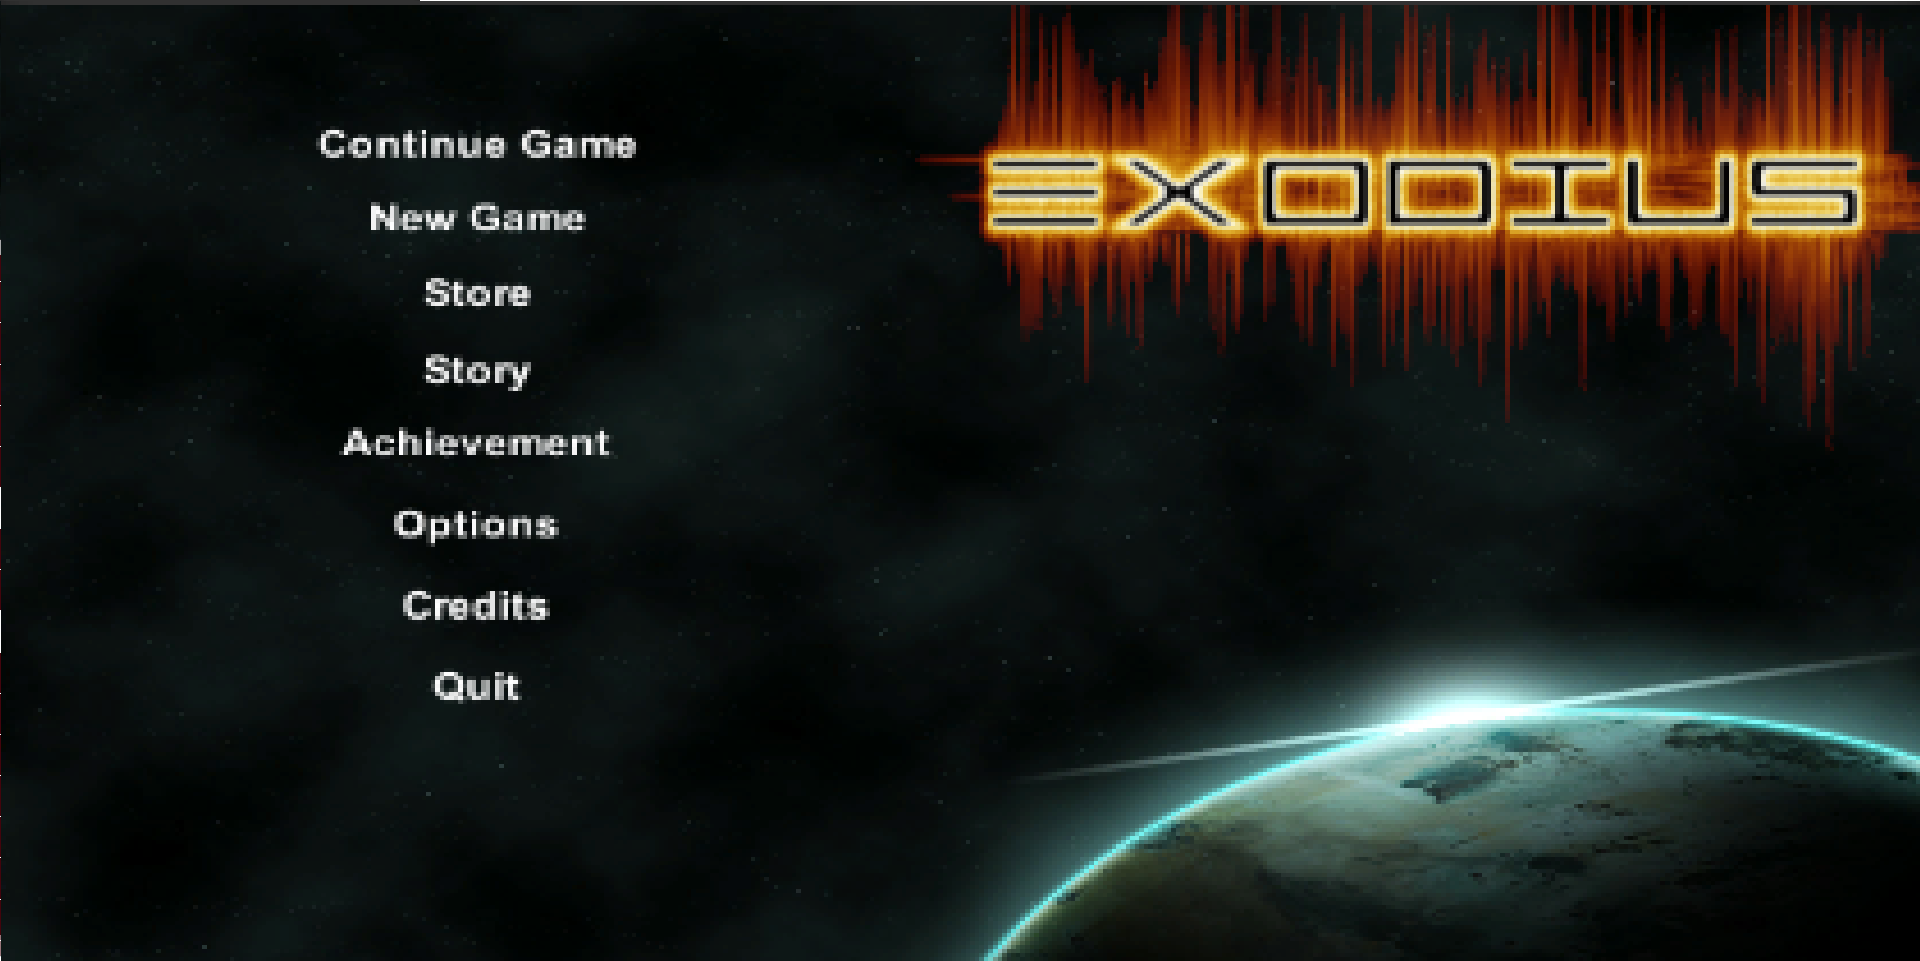 Continue Game
New Game
Store
Story
Achievement
Options
Credits
Quit
EXODIUS